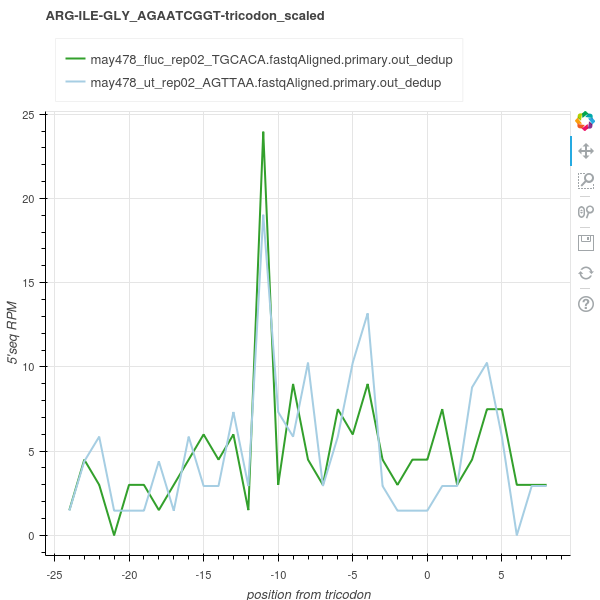 ARG-ILE-GLY_AGAATCGGT-tricodon_scaled
may478_fluc_rep02_TGCACA.fastqAligned.primary.out_dedup
may478_ut_rep02_AGTTAA.fastqAligned.primary.out_dedup
25
20
15
10
5
0
5'seq RPM
-25 -20 -15 -10 -5 0 5
position from tricodon